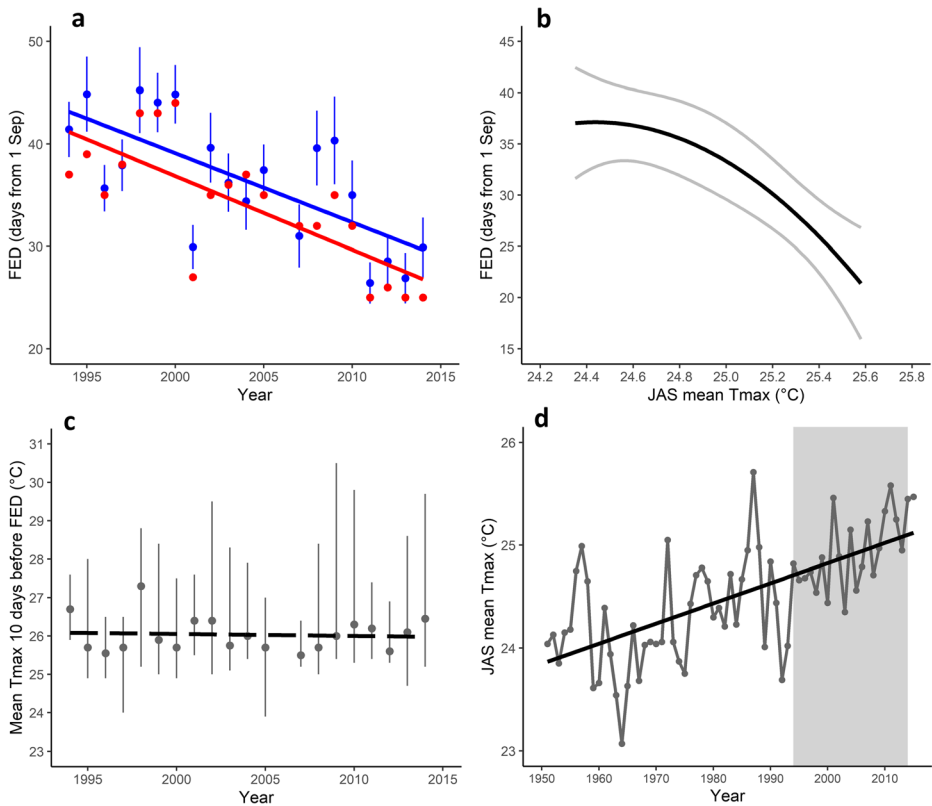 a
FED (days from 1 Sep)
50
40
30
20
1995 2000 2005 2010 2015
Year
b
FED (days from 1 Sep)
45
40
35
30
25
20
15
24.2 24.4 24.6 24.8 25.0 25.2 25.4 25.6 25.8
JAS mean Tmax (°C)
c
Mean Tmax 10 days before FED (°C)
31
30
29
28
27
26
25
24
23
1995 2000 2005 2010 2015
Year
d
JAS mean Tmax (°C)
26
25
24
23
1950 1960 1970 1980 1990 2000 2010
Year